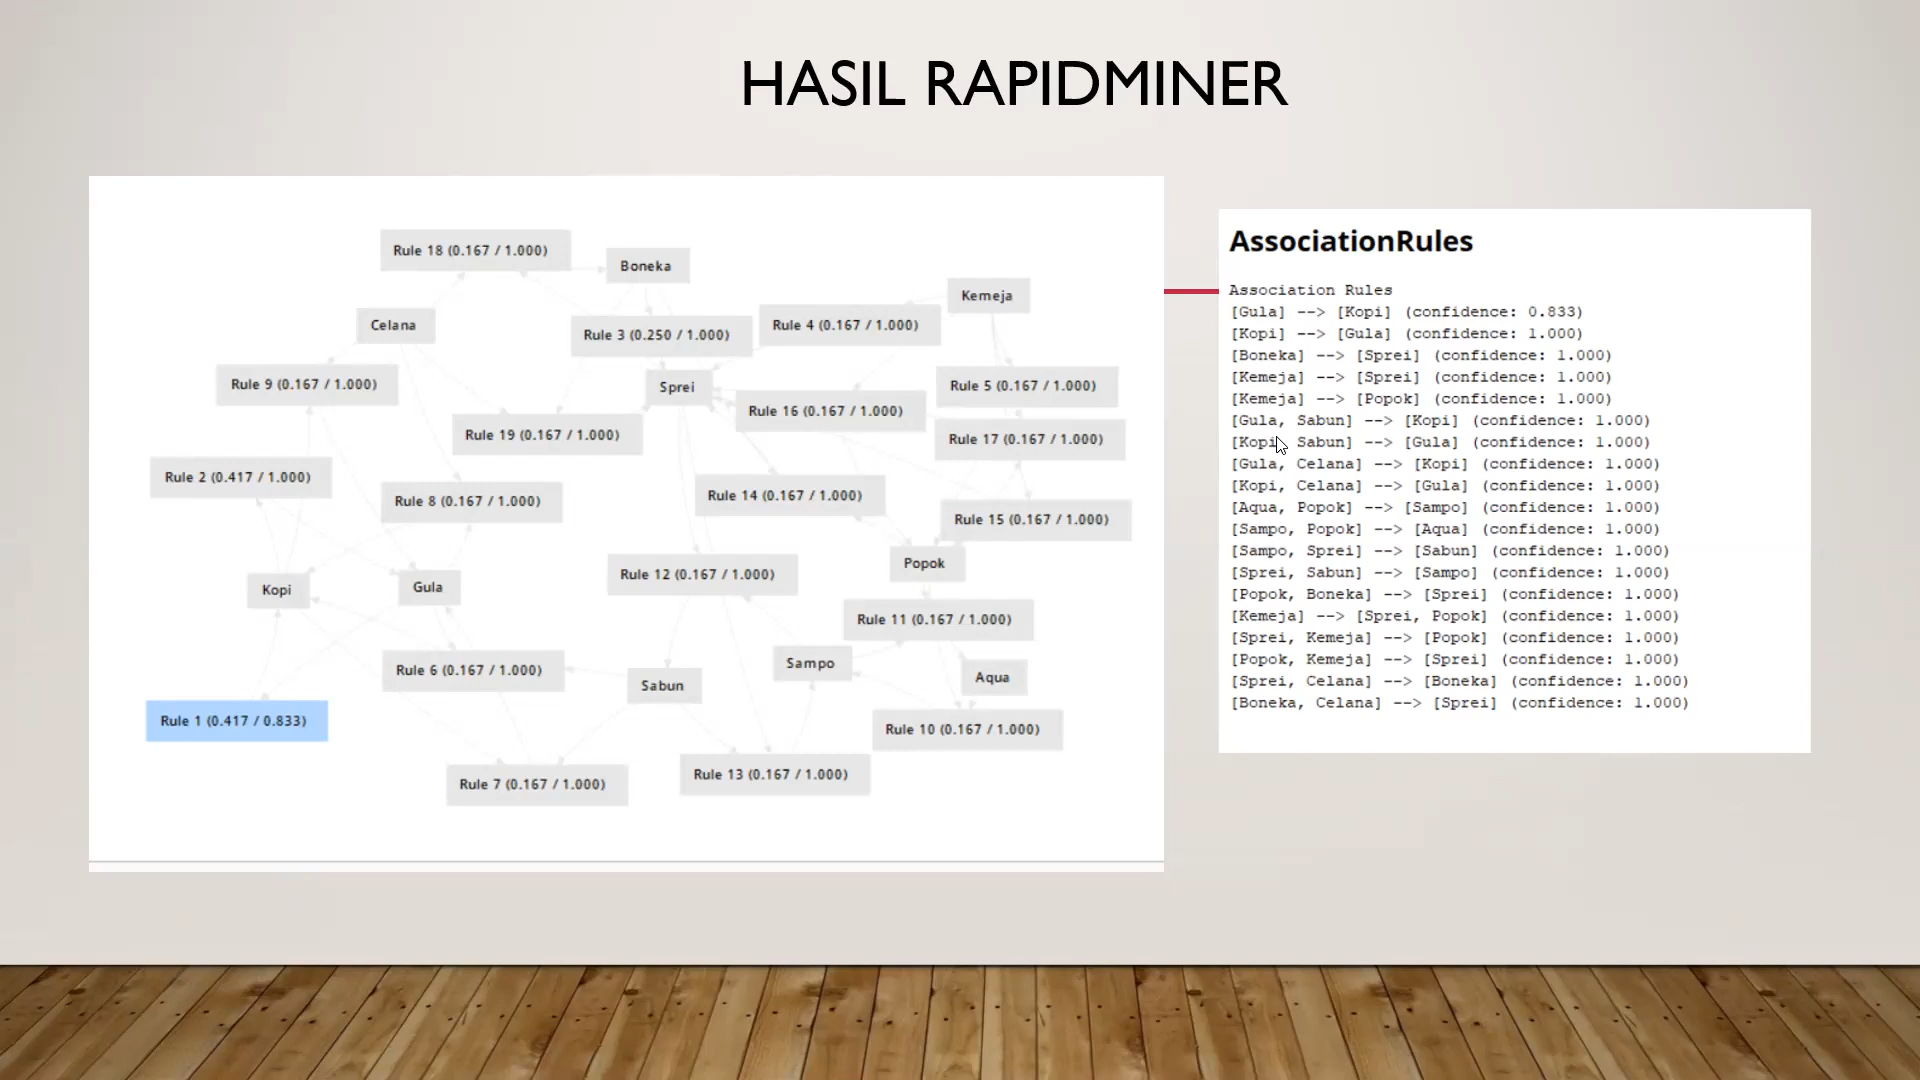 HASIL RAPIDMINER
Rule 18 (0.167 / 1.000)
Boneka
Kemeja
Celana
Rule 3 (0.250 / 1.000)
Rule 4 (0.167 / 1.000)
Rule 9 (0.167 / 1.000)
Sprei
Rule 5 (0.167 / 1.000)
Rule 16 (0.167 / 1.000)
Rule 19 (0.167 / 1.000)
Rule 17 (0.167 / 1.000)
Rule 2 (0.417 / 1.000)
Rule 8 (0.167 / 1.000)
Rule 14 (0.167 / 1.000)
Rule 15 (0.167 / 1.000)
Popok
Rule 12 (0.167 / 1.000)
Kopi
Gula
Rule 11 (0.167 / 1.000)
Rule 6 (0.167 / 1.000)
Sampo
Sabun
Aqua
Rule 1 (0.417 / 0.833)
Rule 10 (0.167 / 1.000)
Rule 7 (0.167 / 1.000)
Rule 13 (0.167 / 1.000)
AssociationRules
Association Rules
[Gula] --> [Kopi] (confidence: 0.833)
[Kopi] --> [Gula] (confidence: 1.000)
[Boneka] --> [Sprei] (confidence: 1.000)
[Kemeja] --> [Sprei] (confidence: 1.000)
[Kemeja] --> [Popok] (confidence: 1.000)
[Gula, Sabun] --> [Kopi] (confidence: 1.000)
[Kopi, Sabun] --> [Gula] (confidence: 1.000)
[Gula, Celana] --> [Kopi] (confidence: 1.000)
[Kopi, Celana] --> [Gula] (confidence: 1.000)
[Aqua, Popok] --> [Sampo] (confidence: 1.000)
[Sampo, Popok] --> [Aqua] (confidence: 1.000)
[Sampo, Sprei] --> [Sabun] (confidence: 1.000)
[Sprei, Sabun] --> [Sampo] (confidence: 1.000)
[Popok, Boneka] --> [Sprei] (confidence: 1.000)
[Kemeja] --> [Sprei, Popok] (confidence: 1.000)
[Sprei, Kemeja] --> [Popok] (confidence: 1.000)
[Popok, Kemeja] --> [Sprei] (confidence: 1.000)
[Sprei, Celana] --> [Boneka] (confidence: 1.000)
[Boneka, Celana] --> [Sprei] (confidence: 1.000)